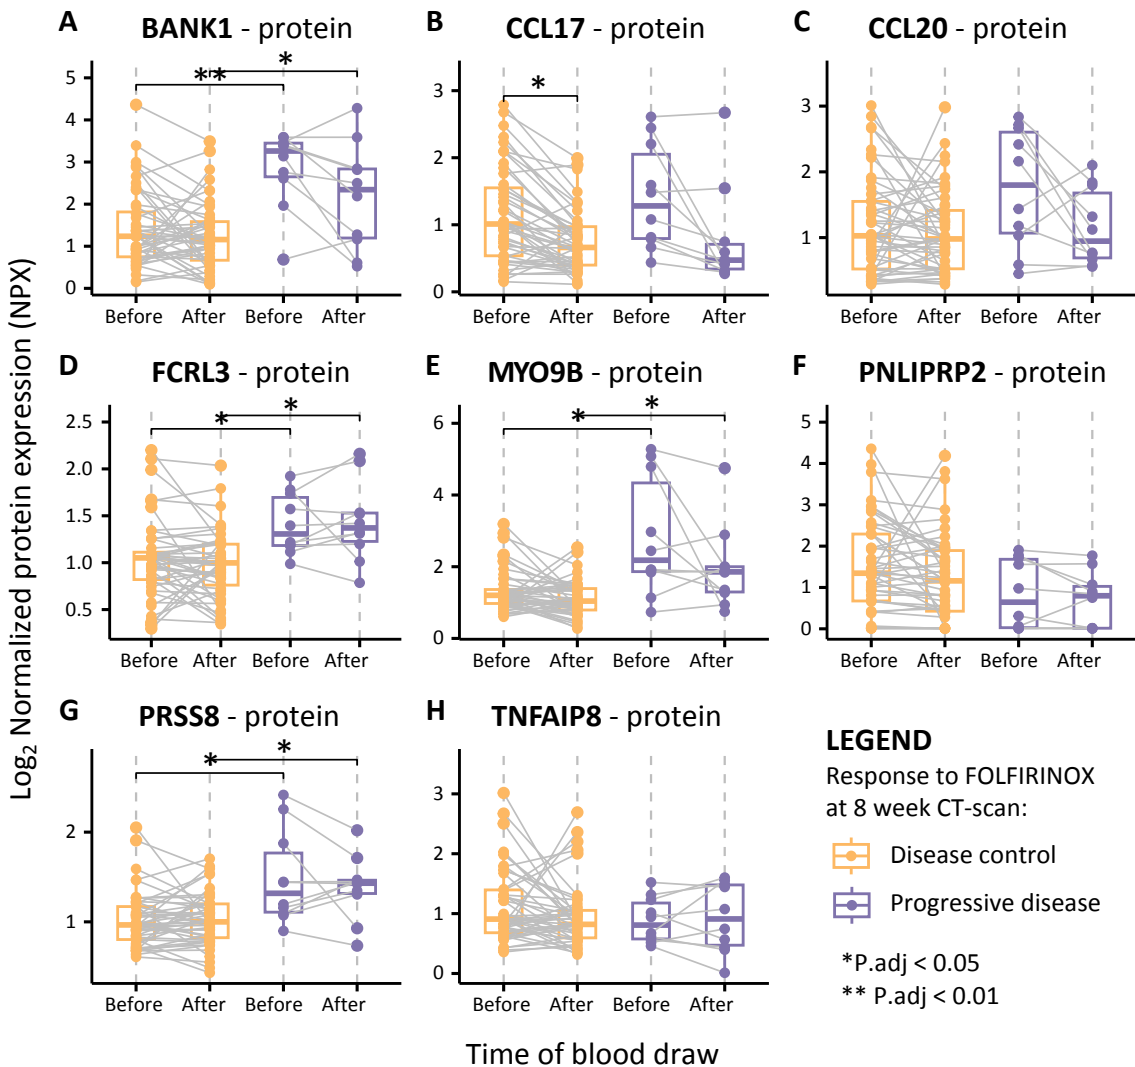 A BANK1 - protein
B CCL17 - protein
C CCL20 - protein
Log2 Normalized protein expression (NPX)
** *
5
4
3
2
1
0
Before After Before After
*
3
2
1
0
Before After Before After
3
2
1
Before After Before After
D FCRL3 - protein
E MYO9B - protein
F PNLIPRP2 - protein
* *
2.5
2.0
1.5
1.0
0.5
Before After Before After
* *
6
4
2
0
Before After Before After
5
4
3
2
1
0
Before After Before After
G PRSS8 - protein
H TNFAIP8 - protein
* *
2
1
Before After Before After
3
2
1
0
Before After Before After
LEGEND
Response to FOLFIRINOX
at 8 week CT-scan:
Disease control
Progressive disease
*P.adj < 0.05
** P.adj < 0.01
Time of blood draw